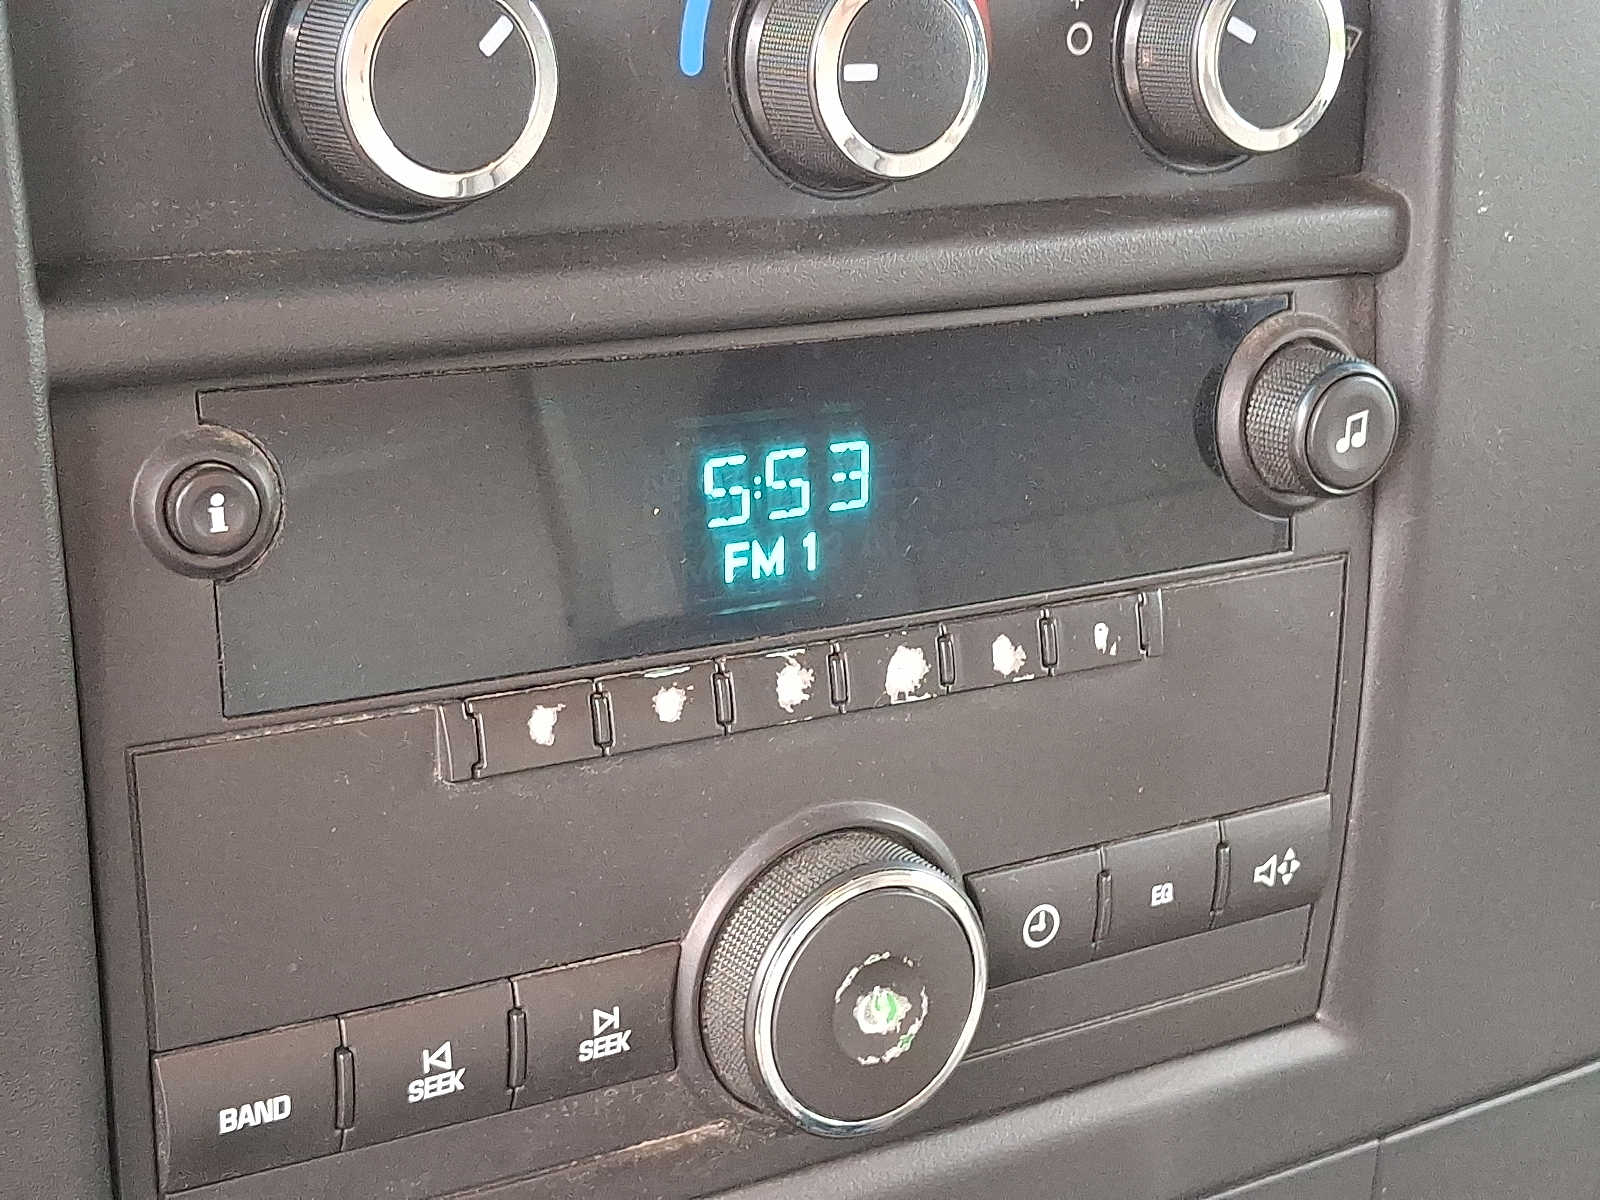 i
5:53
FM 1
EQ
SEEK
SEEK
BAND